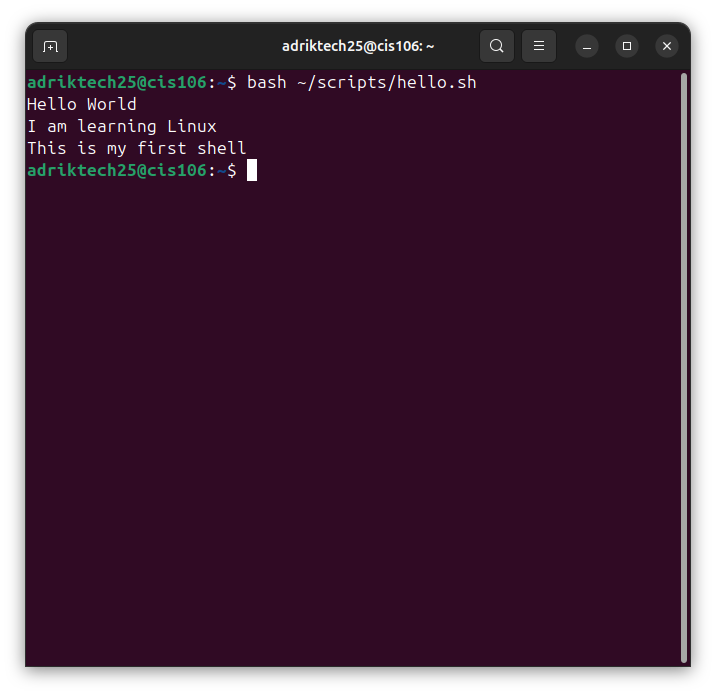 adriktech25@cis106: ~
adriktech25@cis106:~$ bash ~/scripts/hello.sh
Hello World
I am learning Linux
This is my first shell
adriktech25@cis106:~$